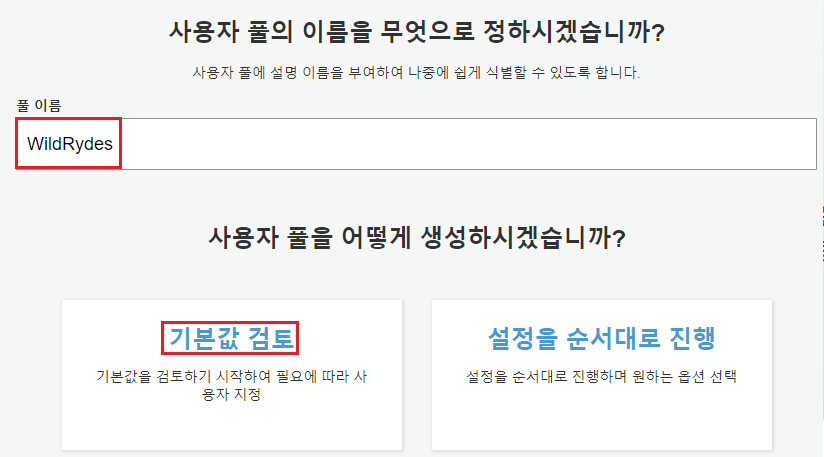 사용자 풀의 이름을 무엇으로 정하시겠습니까?
사용자 풀에 설명 이름을 부여하여 나중에 쉽게 식별할 수 있도록 합니다.
풀 이름
WildRydes
사용자 풀을 어떻게 생성하시겠습니까?
기본값 검토
기본값을 검토하기 시작하여 필요에 따라 사
용자 지정
설정을 순서대로 진행
설정을 순서대로 진행하며 원하는 옵션 선택